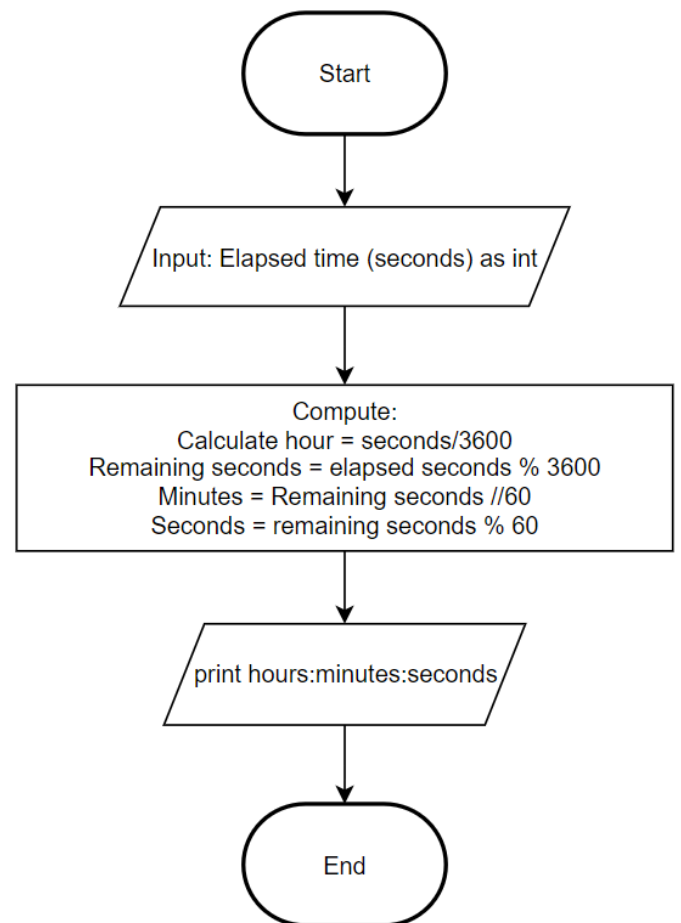 Start
Input: Elapsed time (seconds) as int
Compute:
Calculate hour = seconds/3600
Remaining seconds = elapsed seconds % 3600
Minutes = Remaining seconds //60
Seconds = remaining seconds % 60
print hours:minutes:seconds
End